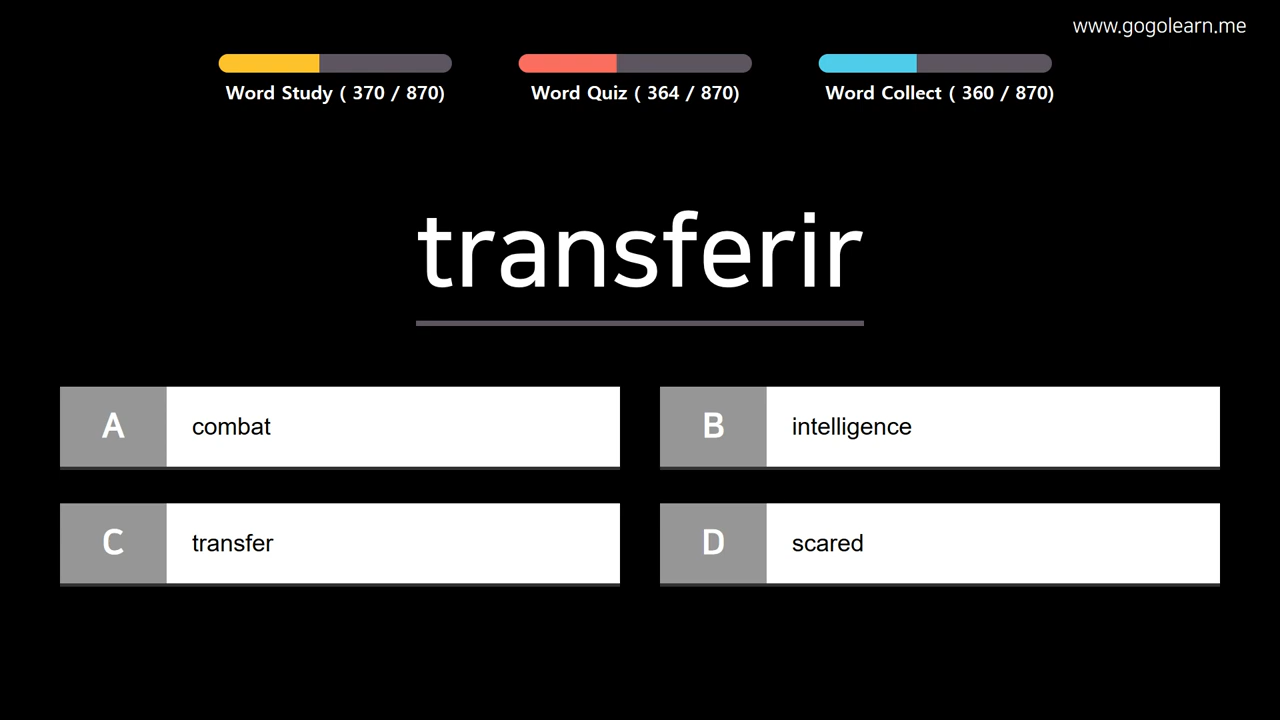 www.gogolearn.me
Word Study ( 370 / 870)
Word Quiz ( 364 / 870)
Word Collect ( 360 / 870)
transferir
A combat
B intelligence
C transfer
D scared